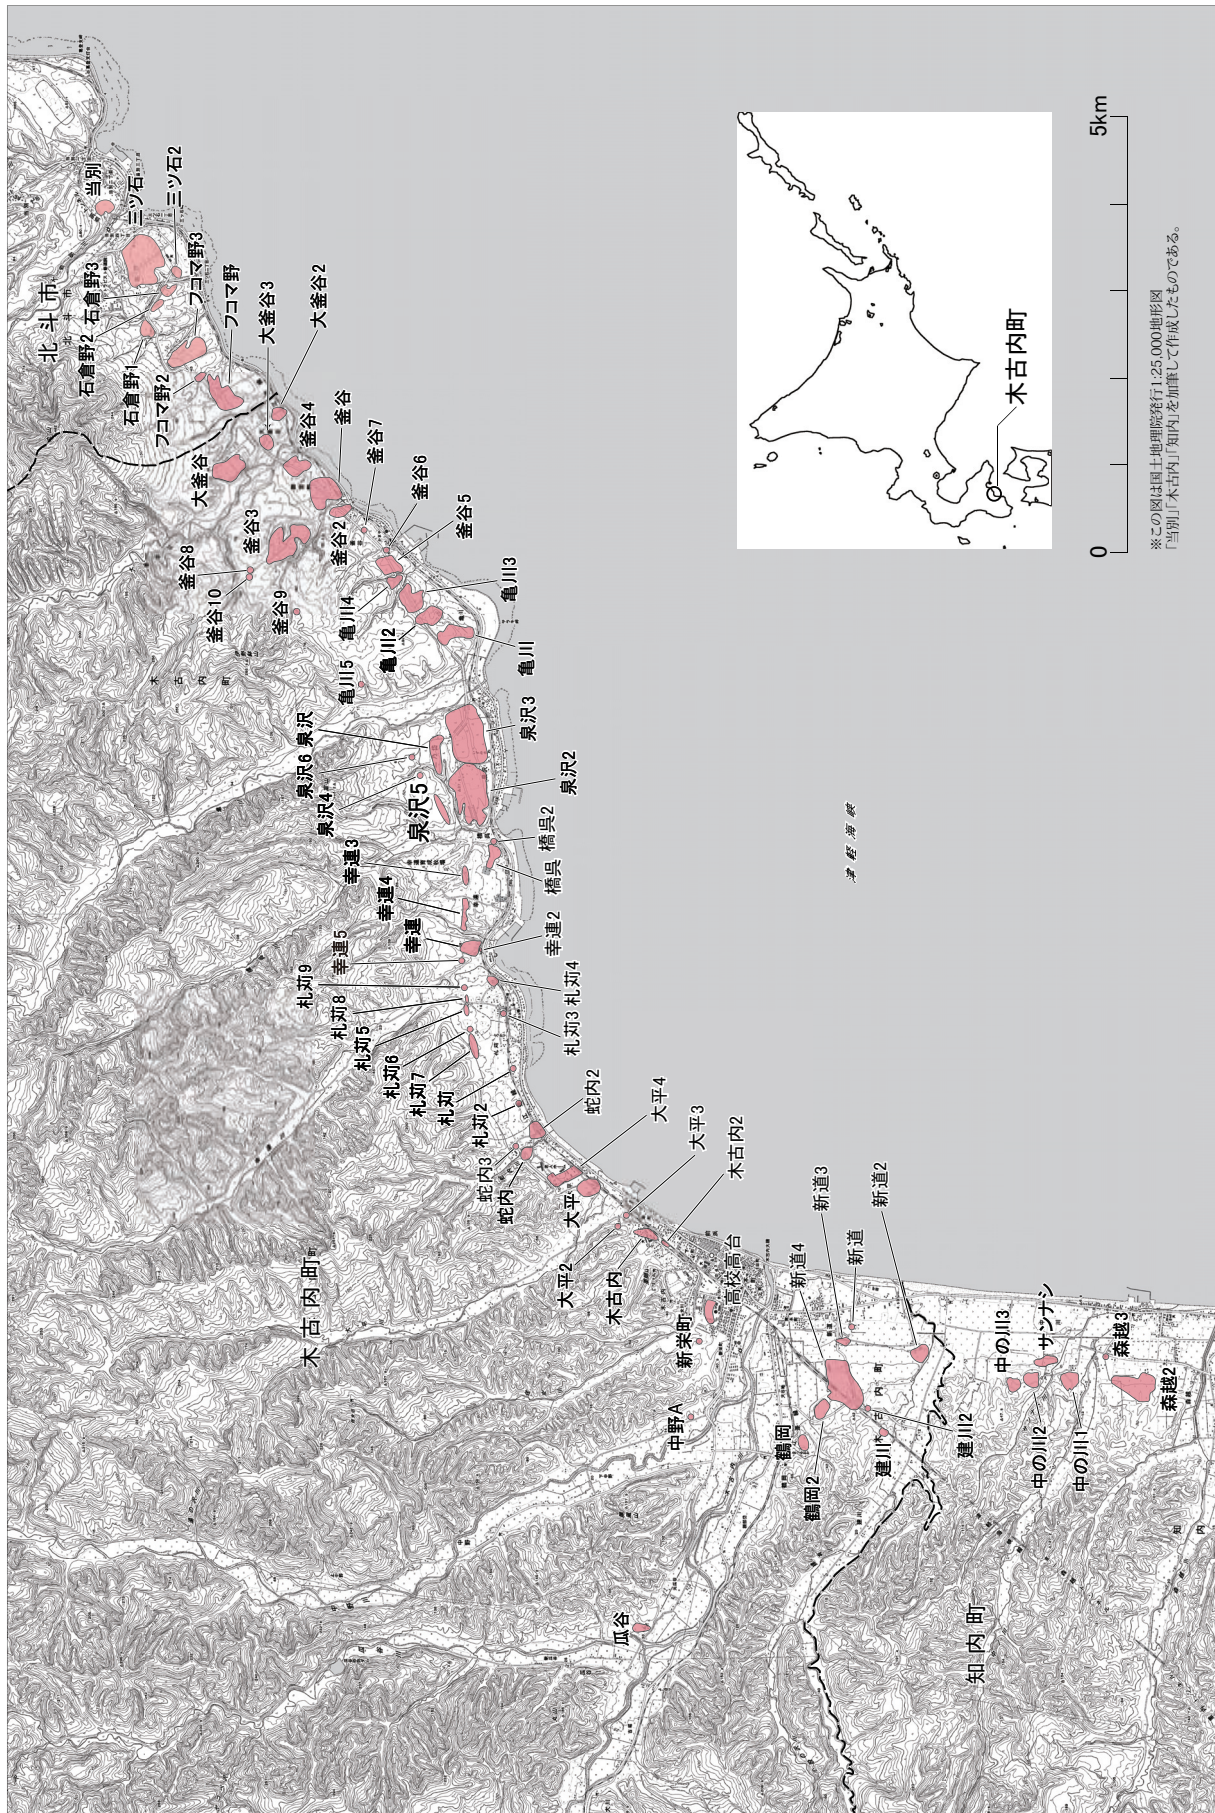 北斗市
当別
三ツ石
三ツ石2
石倉野3
石倉野2
石倉野1
フコマ野3
フコマ野2
フコマ野
大釜谷3
大釜谷2
大釜谷
釜谷4
釜谷
釜谷7
釜谷2
釜谷6
釜谷5
釜谷3
釜谷8
釜谷10
釜谷9
亀川4
亀川3
亀川2
亀川
亀川5
木古内町
泉沢3
泉沢
泉沢6
泉沢4
泉沢5
泉沢2
橋呉2
橋呉
幸連3
幸連4
幸連
幸連5
幸連2
札苅9
札苅8
札苅5
札苅6
札苅7
札苅
札苅2
札苅4
札苅3
蛇内2
蛇内3
蛇内
大平4
大平
大平3
大平2
木古内2
木古内
高校高台
新栄町
中野A
木古内町
新道4
新道3
新道
新道2
鶴岡
鶴岡2
建川
建川2
瓜谷
知内町
中の川3
中の川2
中の川1
サンナシ
森越3
森越2
津軽海峡
木古内町
0
5km
※この図は国土地理院発行1:25,000地形図
「当別」「木古内」「知内」を加筆して作成したものである。